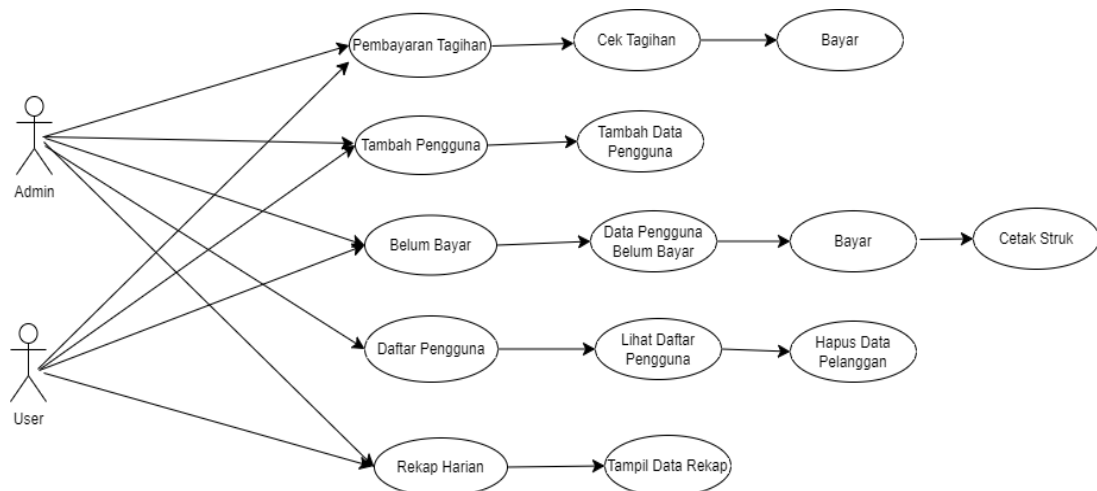 Pembayaran Tagihan
Cek Tagihan
Bayar
Admin
Tambah Pengguna
Tambah Data
Pengguna
Belum Bayar
Data Pengguna
Belum Bayar
Bayar
Cetak Struk
User
Daftar Pengguna
Lihat Daftar
Pengguna
Hapus Data
Pelanggan
Rekap Harian
Tampil Data Rekap